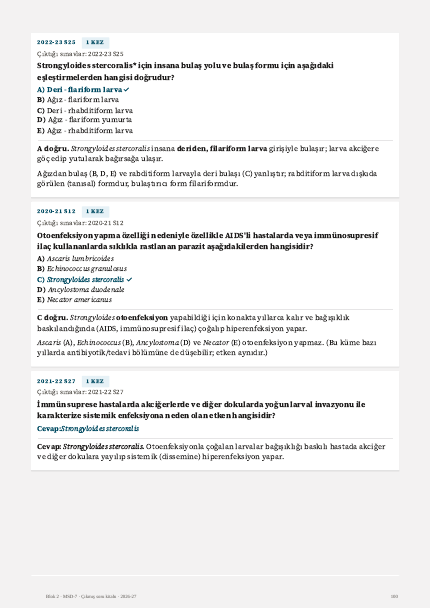 2022-23 S25 1 KEZ
Çıktığı sınavlar: 2022-23 S25
Strongyloides stercoralis* için insana bulaş yolu ve bulaş formu için aşağıdaki
eşleştirmelerden hangisi doğrudur?
A) Deri - flariform larva ✓
B) Ağız - flariform larva
C) Deri - rhabditiform larva
D) Ağız - flariform yumurta
E) Ağız - rhabditiform larva
A doğru. Strongyloides stercoralis insana deriden, filariform larva girişiyle bulaşır; larva akciğere
göç edip yutularak bağırsağa ulaşır.
Ağızdan bulaş (B, D, E) ve rabditiform larvayla deri bulaşı (C) yanlıştır; rabditiform larva dışkıda
görülen (tanısal) formdur, bulaştırıcı form filariformdur.
2020-21 S12 1 KEZ
Çıktığı sınavlar: 2020-21 S12
Otoenfeksiyon yapma özelliği nedeniyle özellikle AIDS'li hastalarda veya immünosupresif
ilaç kullananlarda sıklıkla rastlanan parazit aşağıdakilerden hangisidir?
A) Ascaris lumbricoides
B) Echinococcus granulosus
C) Strongyloides stercoralis ✓
D) Ancylostoma duodenale
E) Necator americanus
C doğru. Strongyloides otoenfeksiyon yapabildiği için konakta yıllarca kalır ve bağışıklık
baskılandığında (AIDS, immünosupresif ilaç) çoğalıp hiperenfeksiyon yapar.
Ascaris (A), Echinococcus (B), Ancylostoma (D) ve Necator (E) otoenfeksiyon yapmaz. (Bu küme bazı
yıllarda antibiyotik/tedavi bölümüne de düşebilir; etken aynıdır.)
2021-22 S27 1 KEZ
Çıktığı sınavlar: 2021-22 S27
İmmün suprese hastalarda akciğerlerde ve diğer dokularda yoğun larval invazyonu ile
karakterize sistemik enfeksiyona neden olan etken hangisidir?
Cevap: Strongyloides stercoralis
Cevap: Strongyloides stercoralis. Otoenfeksiyonla çoğalan larvalar bağışıklığı baskılı hastada akciğer
ve diğer dokulara yayılıp sistemik (dissemine) hiperenfeksiyon yapar.